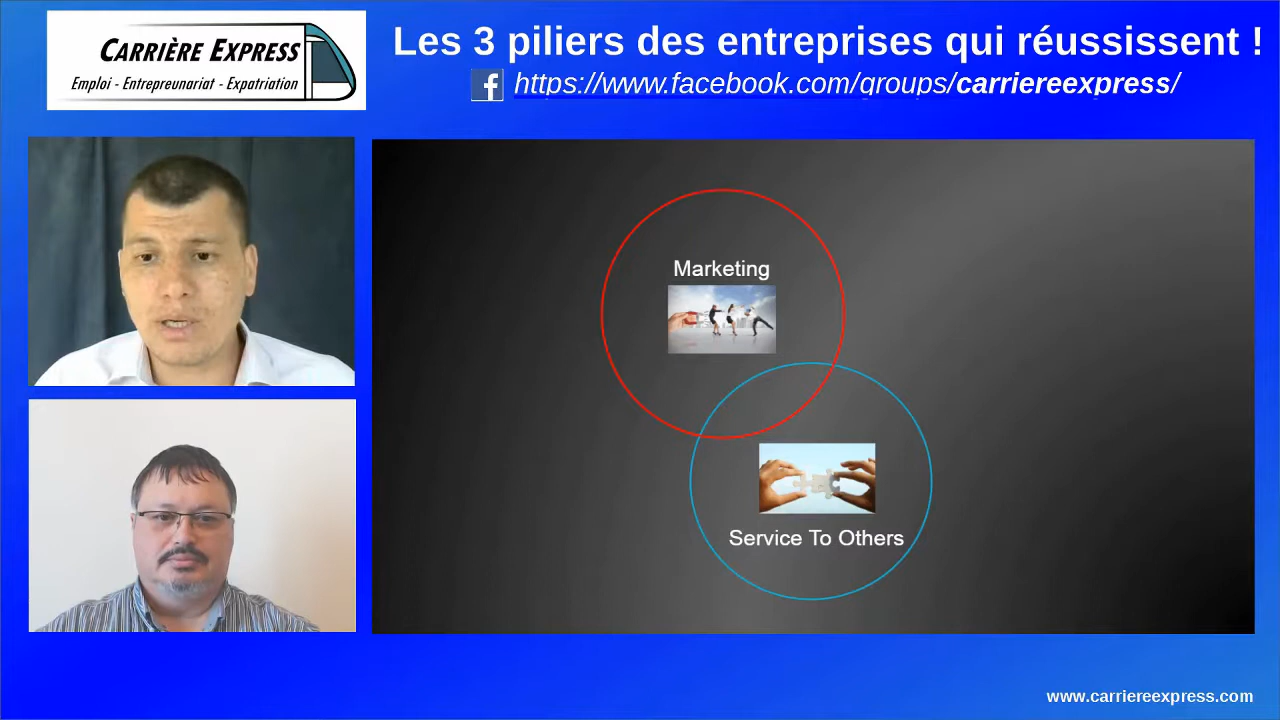 CARRIÈRE EXPRESS
Emploi - Entrepreunariat - Expatriation
Les 3 piliers des entreprises qui réussissent !
https://www.facebook.com/groups/carriereexpress/
Marketing
Service To Others
www.carriereexpress.com